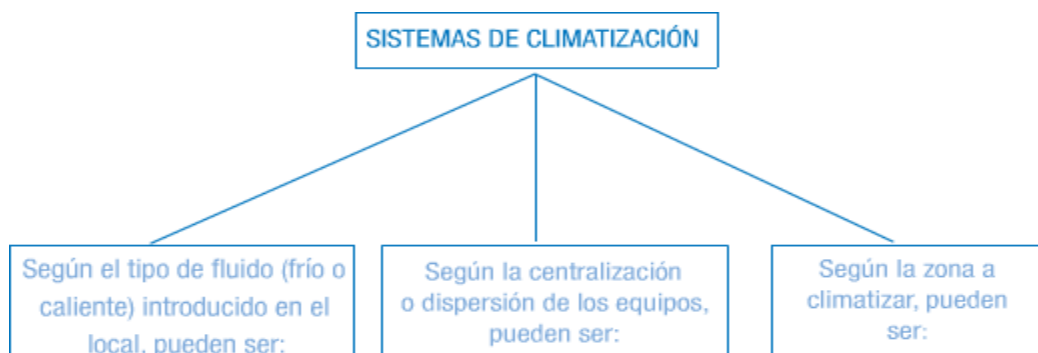 SISTEMAS DE CLIMATIZACIÓN
Según el tipo de fluido (frío o
caliente) introducido en el
local, pueden ser:
Según la centralización
o dispersión de los equipos,
pueden ser:
Según la zona a
climatizar, pueden
ser: